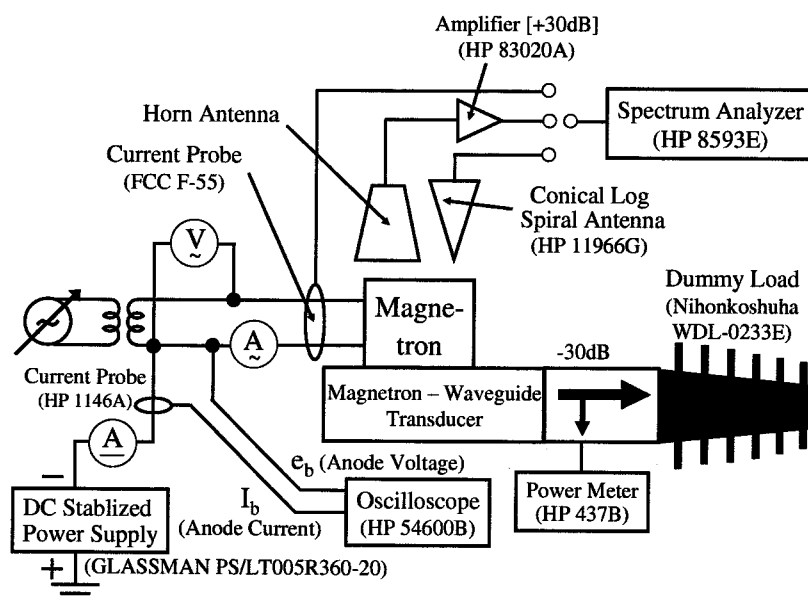 Amplifier [+30dB]
(HP 83020A)
Horn Antenna
Spectrum Analyzer
(HP 8593E)
Current Probe
(FCC F-55)
Conical Log
Spiral Antenna
(HP 11966G)
V
~
Dummy Load
(Nihonkoshuha
WDL-0233E)
~
Magne-
tron
A
~
-30dB
Current Probe
(HP 1146A)
Magnetron – Waveguide
Transducer
A
eb (Anode Voltage)
–
Ib
(Anode Current)
Oscilloscope
(HP 54600B)
Power Meter
(HP 437B)
DC Stablized
Power Supply
+
(GLASSMAN PS/LT005R360-20)